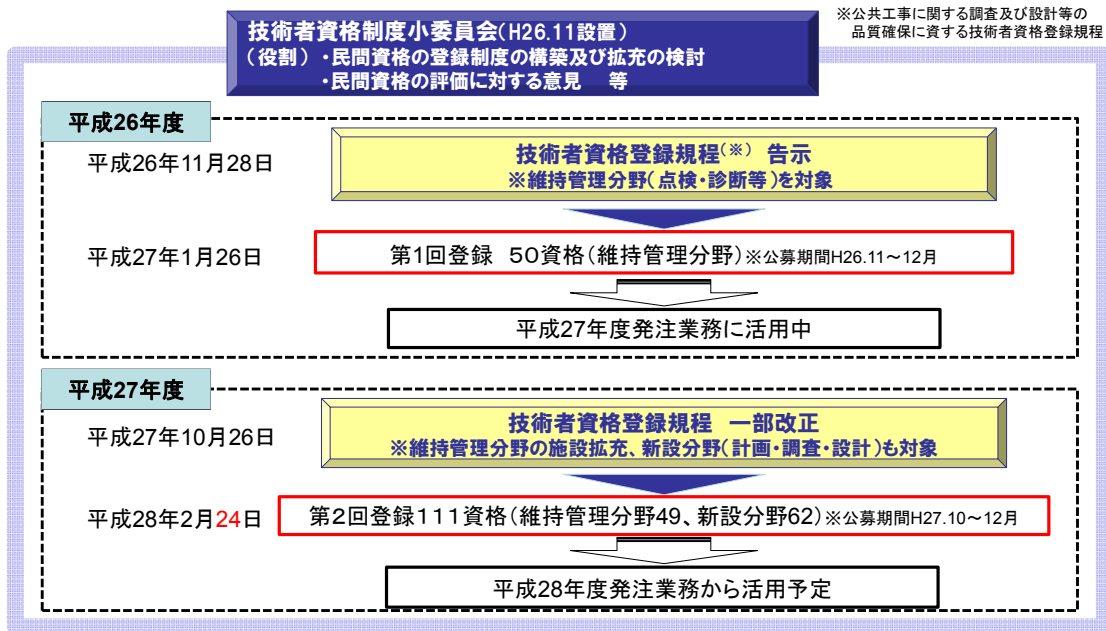 ※公共工事に関する調査及び設計等の
品質確保に資する技術者資格登録規程
技術者資格制度小委員会(H26.11設置)
(役割)・民間資格の登録制度の構築及び拡充の検討
・民間資格の評価に対する意見 等
平成26年度
平成26年11月28日
技術者資格登録規程(※) 告示
※維持管理分野(点検・診断等)を対象
平成27年1月26日
第1回登録 50資格(維持管理分野)※公募期間H26.11～12月
平成27年度発注業務に活用中
平成27年度
平成27年10月26日
技術者資格登録規程 一部改正
※維持管理分野の施設拡充、新設分野(計画・調査・設計)も対象
平成28年2月24日
第2回登録111資格(維持管理分野49、新設分野62)※公募期間H27.10～12月
平成28年度発注業務から活用予定